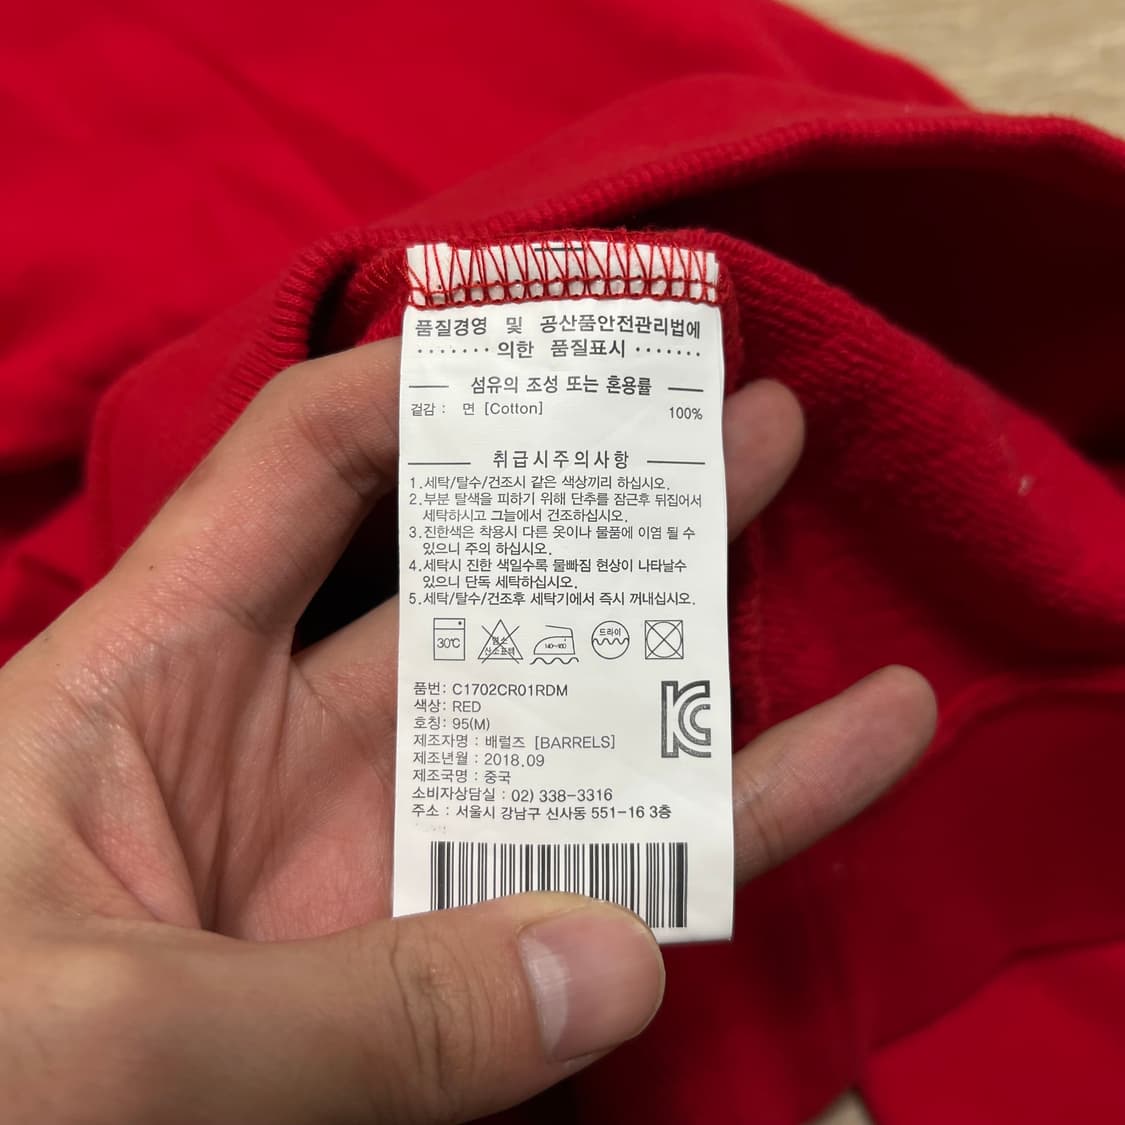 품질경영 및 공산품안전관리법에
······· 의한 품질표시 ·······
섬유의 조성 또는 혼용률
겉감 : 면 [Cotton] 100%
취급시주의사항
1.세탁/탈수/건조시 같은 색상끼리 하십시오.
2.부분 탈색을 피하기 위해 단추를 잠근후 뒤집어서
세탁하시고 그늘에서 건조하십시오.
3.진한색은 착용시 다른 옷이나 물품에 이염 될 수
있으니 주의 하십시오.
4.세탁시 진한 색일수록 물빠짐 현상이 나타날수
있으니 단독 세탁하십시오.
5.세탁/탈수/건조후 세탁기에서 즉시 꺼내십시오.
30℃ 염소 산소표백 140~160 드라이
품번: C1702CR01RDM
색상: RED
호칭: 95(M)
제조자명 : 배럴즈 [BARRELS]
제조년월 : 2018.09
제조국명 : 중국
소비자상담실 : 02) 338-3316
주소 : 서울시 강남구 신사동 551-16 3층
KC